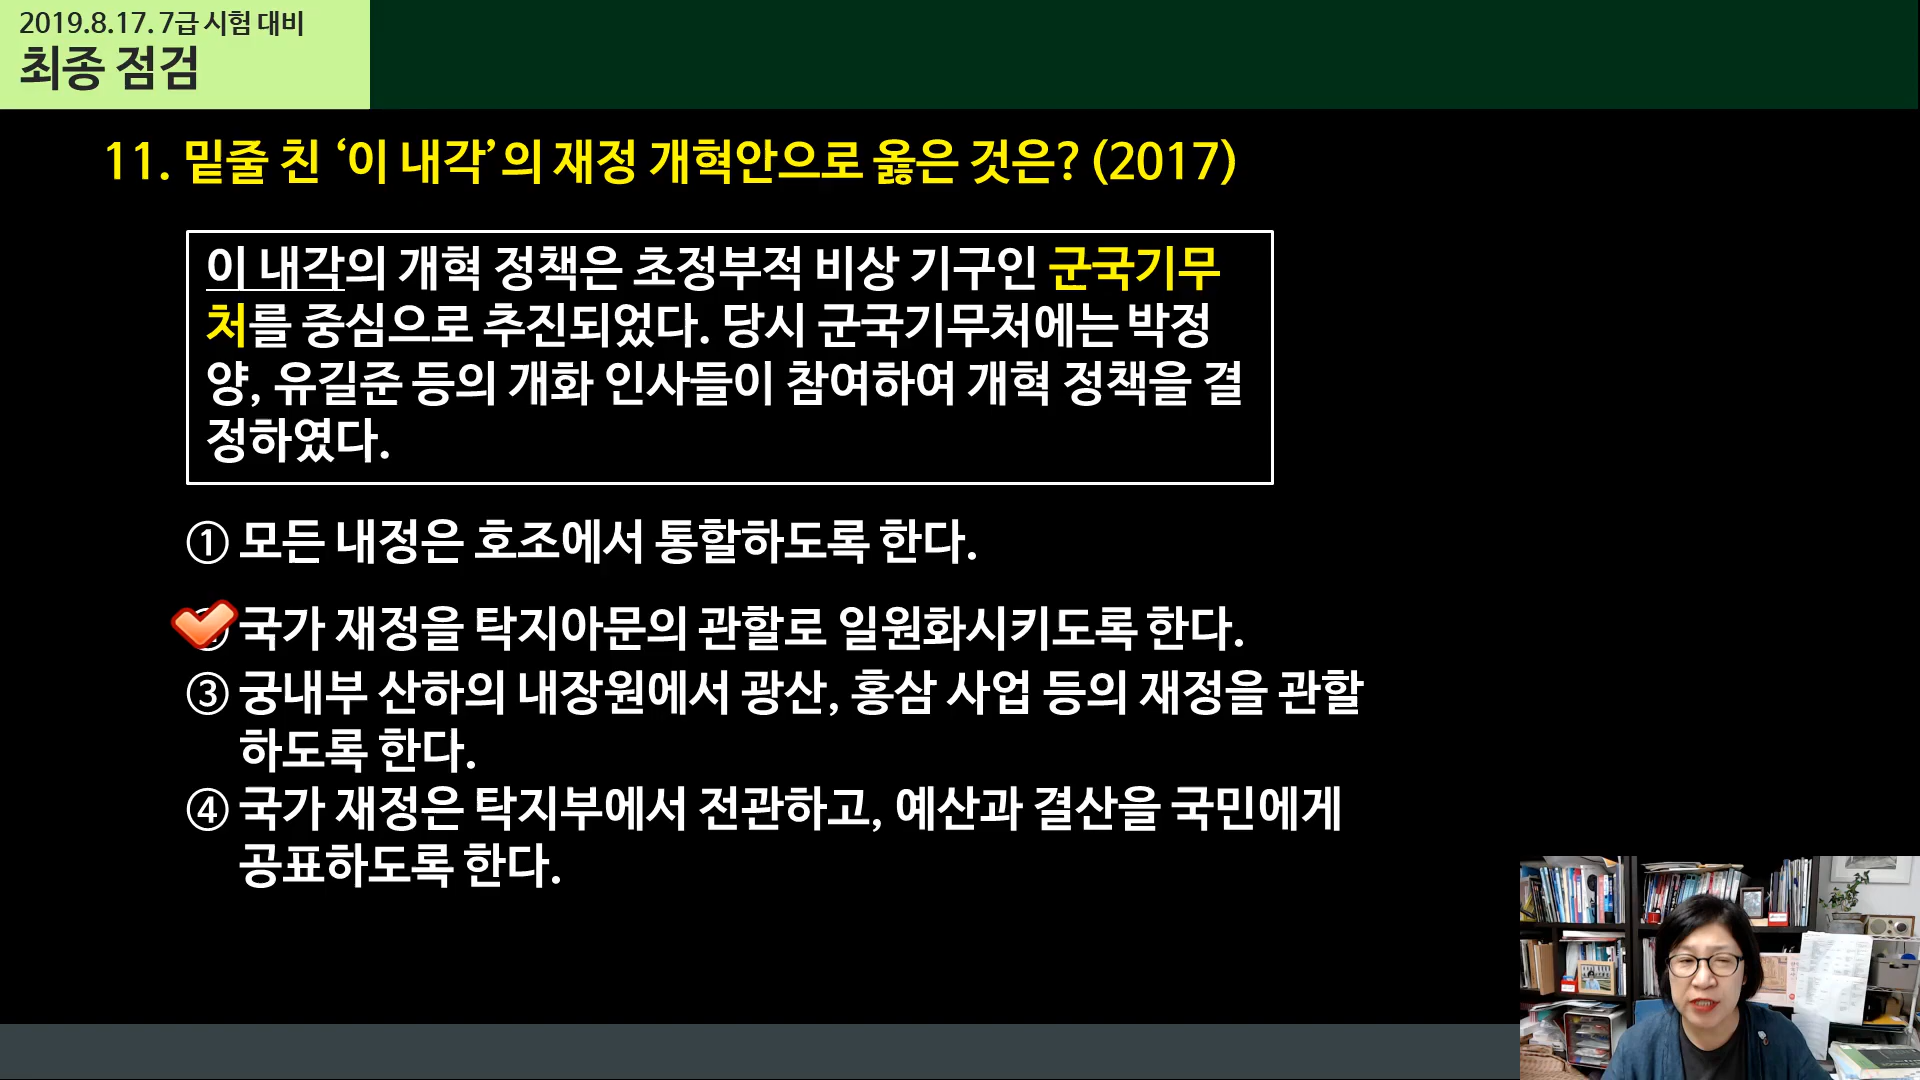 2019.8.17. 7급 시험 대비
최종 점검
11. 밑줄 친 ‘이 내각’의 재정 개혁안으로 옳은 것은? (2017)
이 내각의 개혁 정책은 초정부적 비상 기구인 군국기무
처를 중심으로 추진되었다. 당시 군국기무처에는 박정
양, 유길준 등의 개화 인사들이 참여하여 개혁 정책을 결
정하였다.
① 모든 내정은 호조에서 통할하도록 한다.
국가 재정을 탁지아문의 관할로 일원화시키도록 한다.
③ 궁내부 산하의 내장원에서 광산, 홍삼 사업 등의 재정을 관할
하도록 한다.
④ 국가 재정은 탁지부에서 전관하고, 예산과 결산을 국민에게
공표하도록 한다.